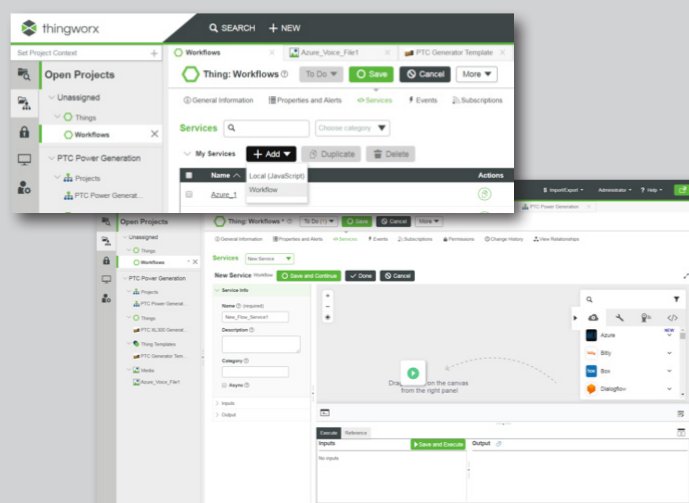 thingworx
SEARCH + NEW
Set Project Context +
Workflows × Azure_Voice_File1 × PTC Generator Template ×
Open Projects
Thing: Workflows To Do Save Cancel More
Unassigned
Things
Workflows ×
General Information Properties and Alerts Services Events Subscriptions
Services Choose category
PTC Power Generation
Projects
PTC Power Generat...
My Services + Add Duplicate Delete
Name Local (JavaScript) Actions
Workflow
Azure_1
Import/Export Administrator ? Help
PTC Power Generation ×
Open Projects
Thing: Workflows * To Do (1) Save Cancel More
Unassigned
Things
Workflows * ×
General Information Properties and Alerts Services Events Subscriptions Permissions Change History View Relationships
Services New Service
PTC Power Generation
New Service Workflow Save and Continue Done Cancel
Projects
PTC Power Generat...
Service Info
Things
PTC XL300 Generat...
Name (required)
New_Flow_Service1
Thing Templates
PTC Generator Tem...
Description
Media
Azure_Voice_File1
Category
Async
Inputs
Output
+
-
NEW
Azure
Bitly
Box
Dialogflow
on the canvas
from the right panel
Execute Reference
Inputs Save and Execute Output
No inputs